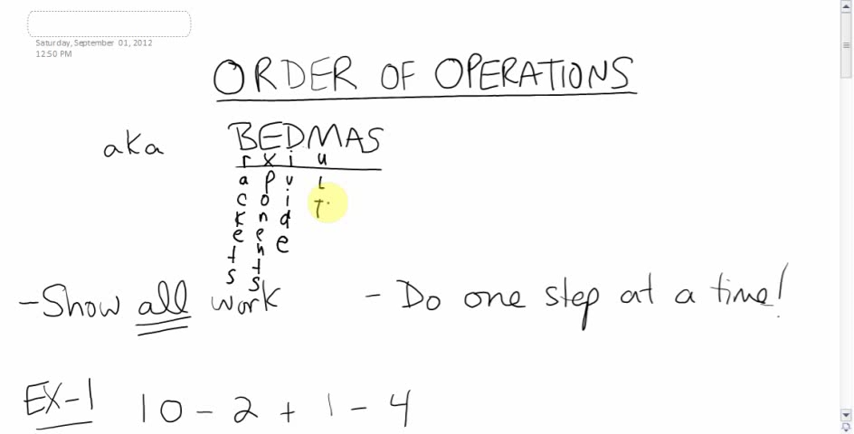 Saturday, September 01, 2012
12:50 PM
ORDER OF OPERATIONS
aka BEDMAS
rackets xponents ivide ult
- Show all work - Do one step at a time!
EX-1 10 - 2 + 1 - 4